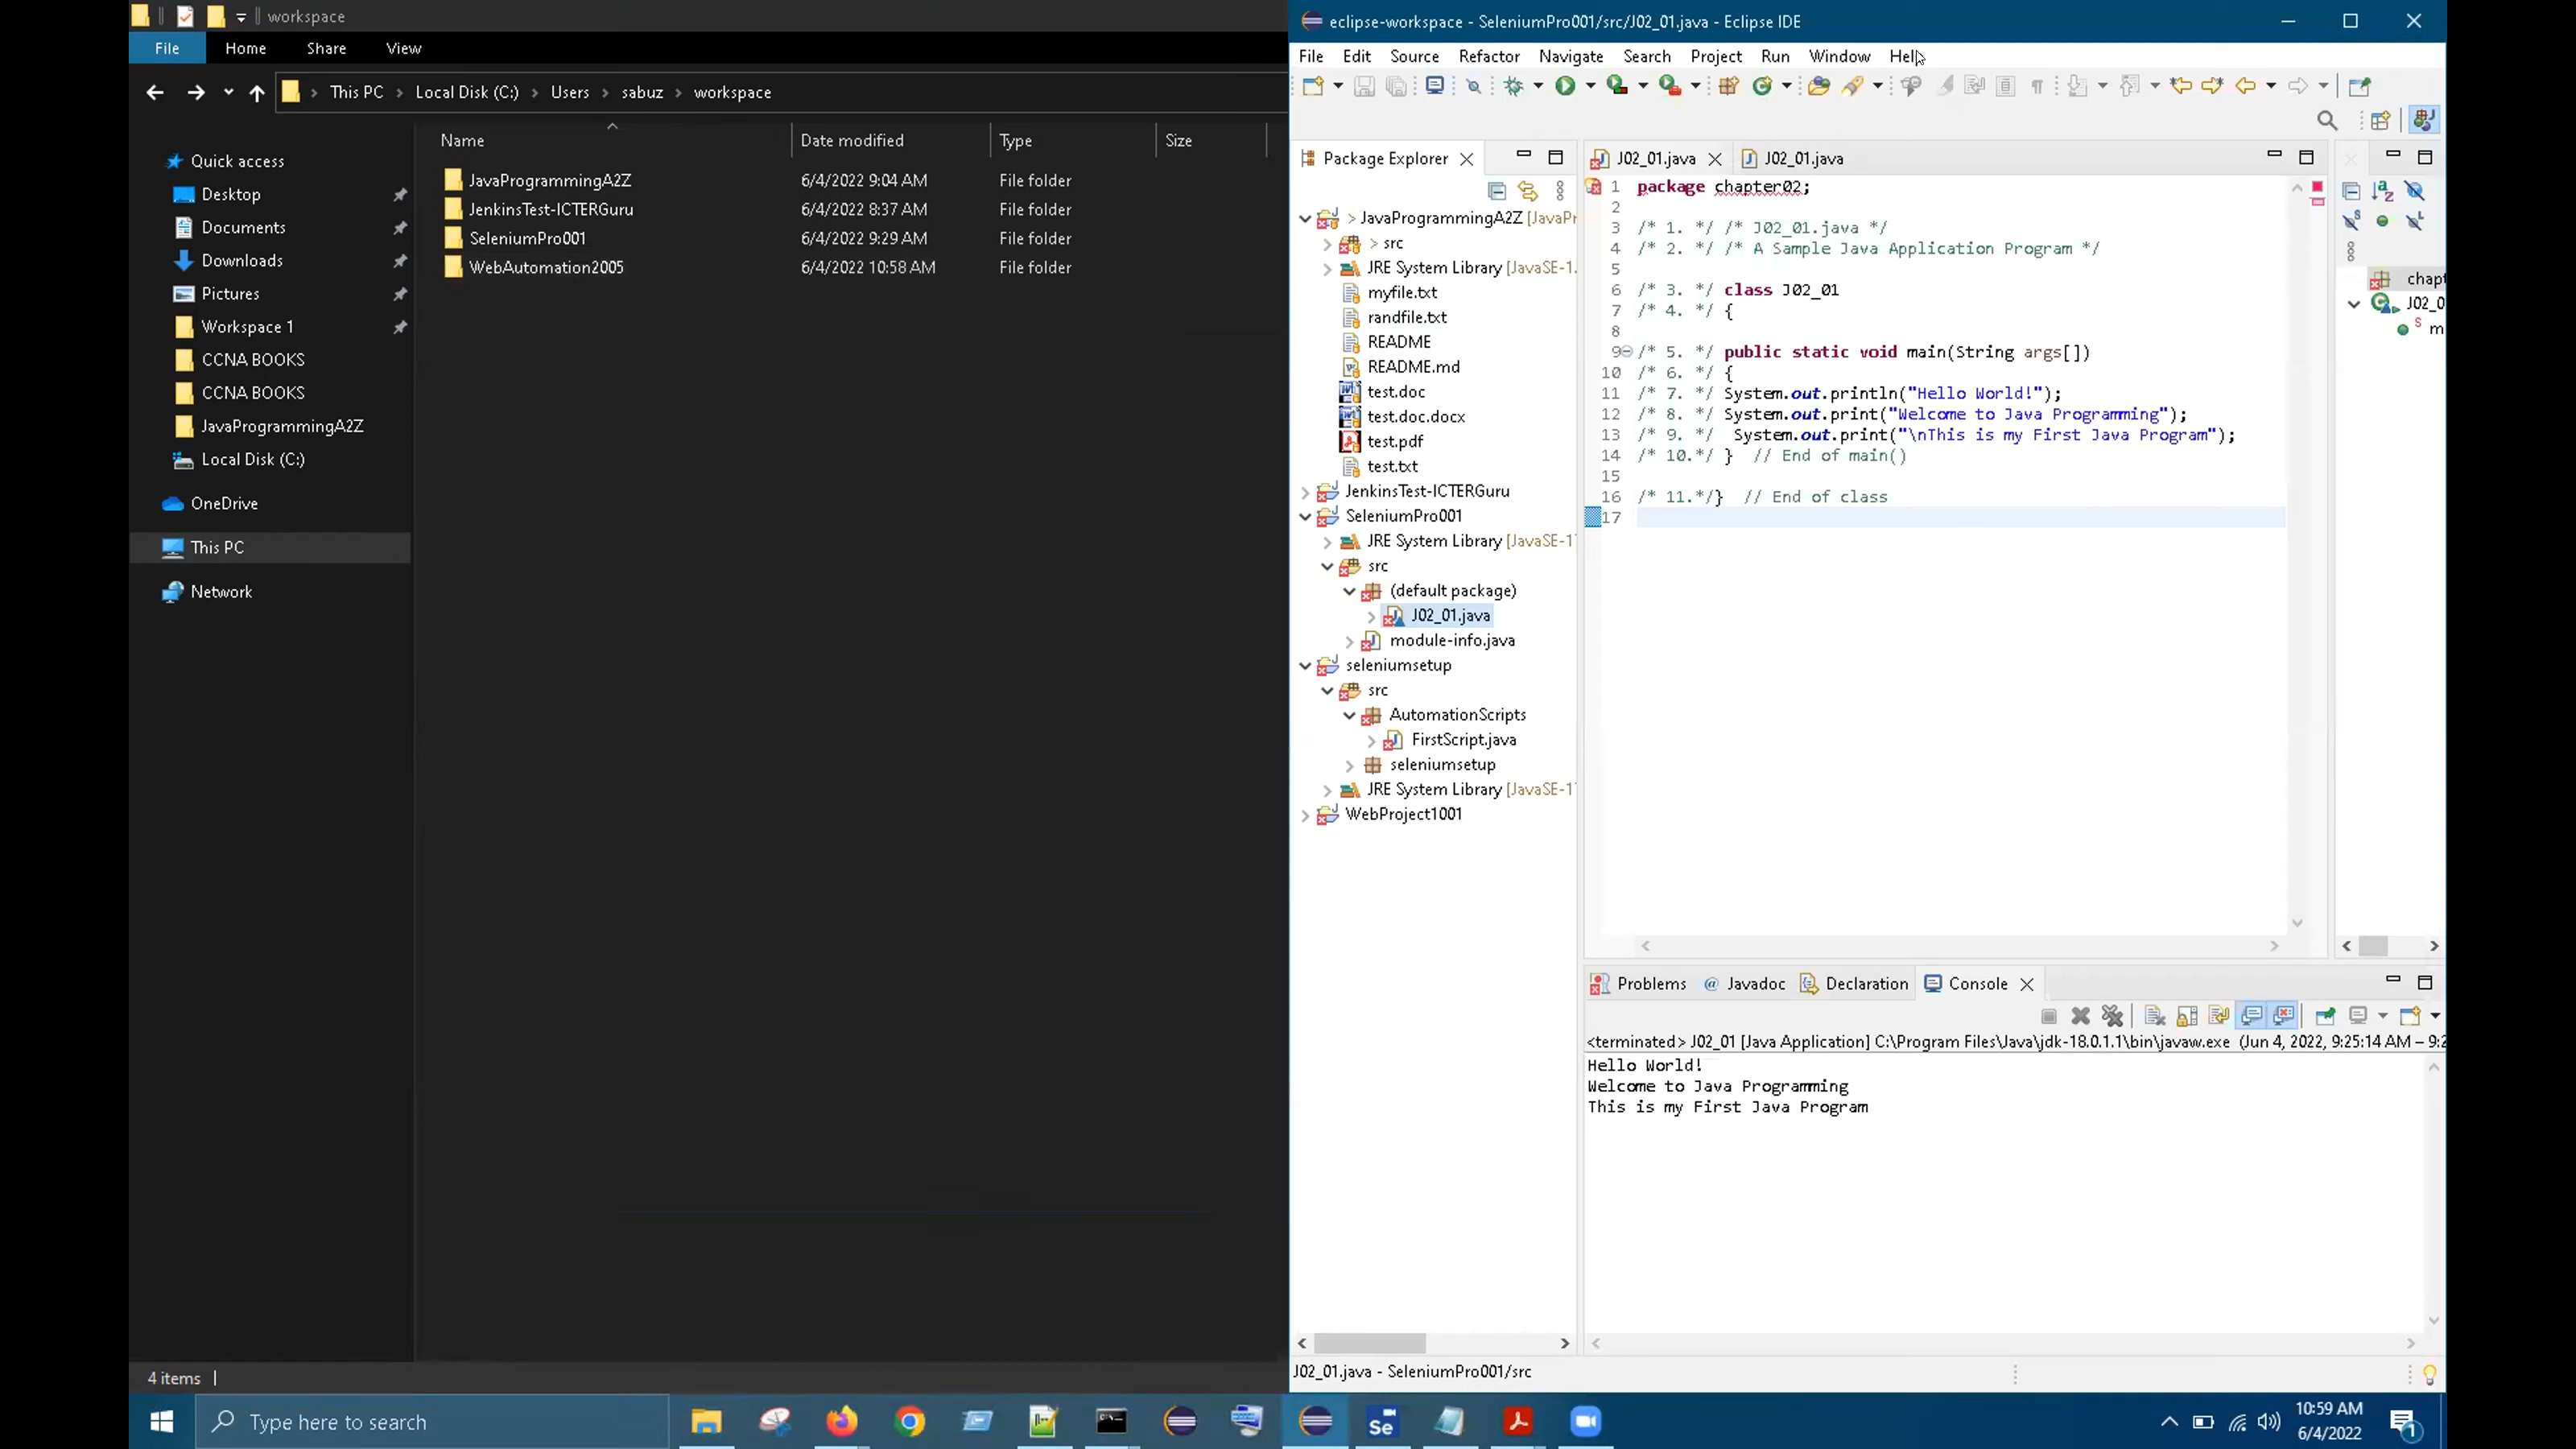 workspace
File Home Share View
This PC Local Disk (C:) Users sabuz workspace
Name Date modified Type Size
Quick access
Desktop
Documents
Downloads
Pictures
Workspace 1
CCNA BOOKS
CCNA BOOKS
JavaProgrammingA2Z
Local Disk (C:)
OneDrive
This PC
Network
JavaProgrammingA2Z 6/4/2022 9:04 AM File folder
JenkinsTest-ICTERGuru 6/4/2022 8:37 AM File folder
SeleniumPro001 6/4/2022 9:29 AM File folder
WebAutomation2005 6/4/2022 10:58 AM File folder
4 items
eclipse-workspace - SeleniumPro001/src/J02_01.java - Eclipse IDE
File Edit Source Refactor Navigate Search Project Run Window Help
Package Explorer
> JavaProgrammingA2Z [JavaPr
> src
JRE System Library [JavaSE-1.
myfile.txt
randfile.txt
README
README.md
test.doc
test.doc.docx
test.pdf
test.txt
JenkinsTest-ICTERGuru
SeleniumPro001
JRE System Library [JavaSE-1
src
(default package)
J02_01.java
module-info.java
seleniumsetup
src
AutomationScripts
FirstScript.java
seleniumsetup
JRE System Library [JavaSE-1
WebProject1001
J02_01.java J02_01.java
1 package chapter02;
2
3 /* 1. */ /* J02_01.java */
4 /* 2. */ /* A Sample Java Application Program */
5
6 /* 3. */ class J02_01
7 /* 4. */ {
8
9 /* 5. */ public static void main(String args[])
10 /* 6. */ {
11 /* 7. */ System.out.println("Hello World!");
12 /* 8. */ System.out.print("Welcome to Java Programming");
13 /* 9. */ System.out.print("\nThis is my First Java Program");
14 /* 10.*/ } // End of main()
15
16 /* 11.*/} // End of class
17
chapt
J02_0
m
Problems @ Javadoc Declaration Console
<terminated> J02_01 [Java Application] C:\Program Files\Java\jdk-18.0.1.1\bin\javaw.exe (Jun 4, 2022, 9:25:14 AM – 9:2
Hello World!
Welcome to Java Programming
This is my First Java Program
J02_01.java - SeleniumPro001/src
Type here to search
Se
10:59 AM
6/4/2022
1